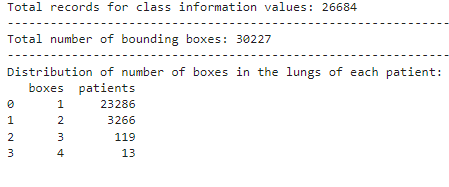 Total records for class information values: 26684
--------------------------------------------------------------
Total number of bounding boxes: 30227
--------------------------------------------------------------
Distribution of number of boxes in the lungs of each patient:
   boxes  patients
0      1     23286
1      2      3266
2      3       119
3      4        13